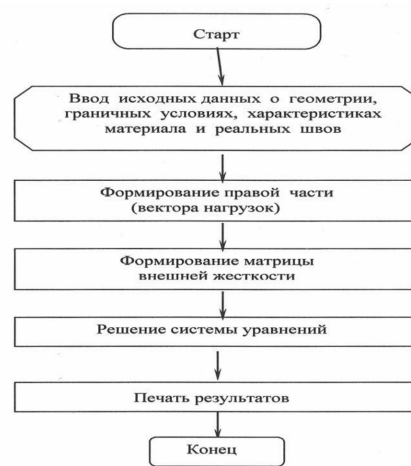 Старт
Ввод исходных данных о геометрии,
граничных условиях, характеристиках
материала и реальных швов
Формирование правой части
(вектора нагрузок)
Формирование матрицы
внешней жесткости
Решение системы уравнений
Печать результатов
Конец